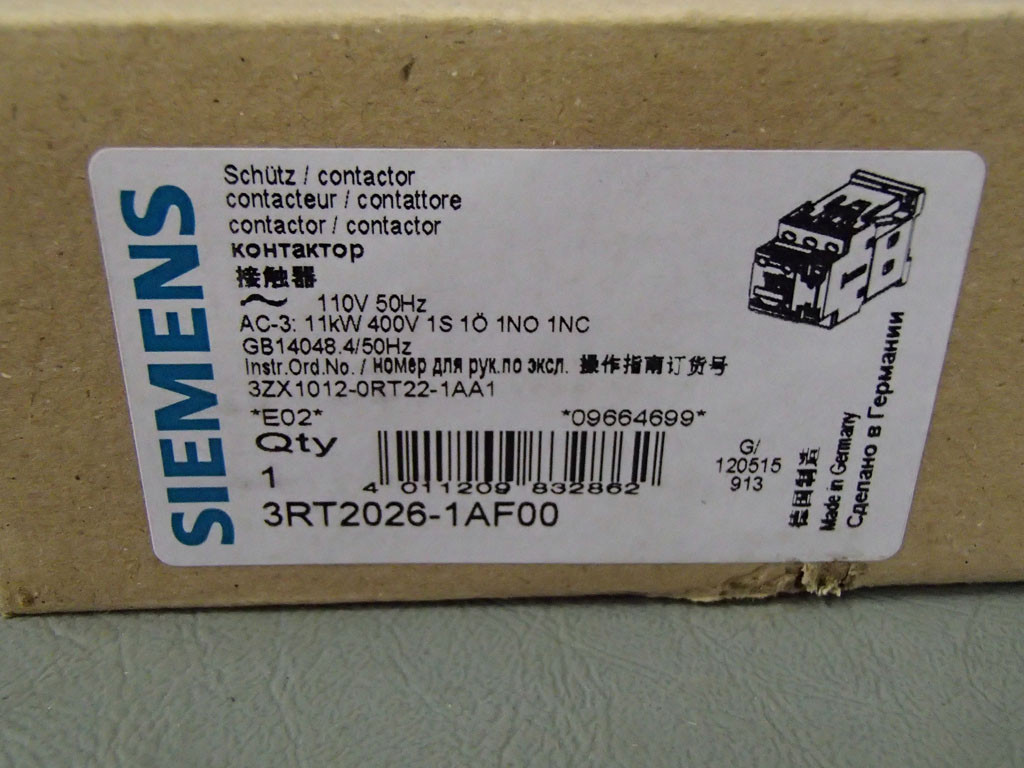 SIEMENS
Schütz / contactor
contacteur / contattore
contactor / contactor
контактор
接触器
110V 50Hz
AC-3: 11kW 400V 1S 1Ö 1NO 1NC
GB14048.4/50Hz
Instr.Ord.No. / номер для рук.по экспл. 操作指南订货号
3ZX1012-0RT22-1AA1
*E02* *09664699*
Qty
1
4 011209 832862
3RT2026-1AF00
G/
120515
913
德国制造
Made in Germany
Сделано в Германии